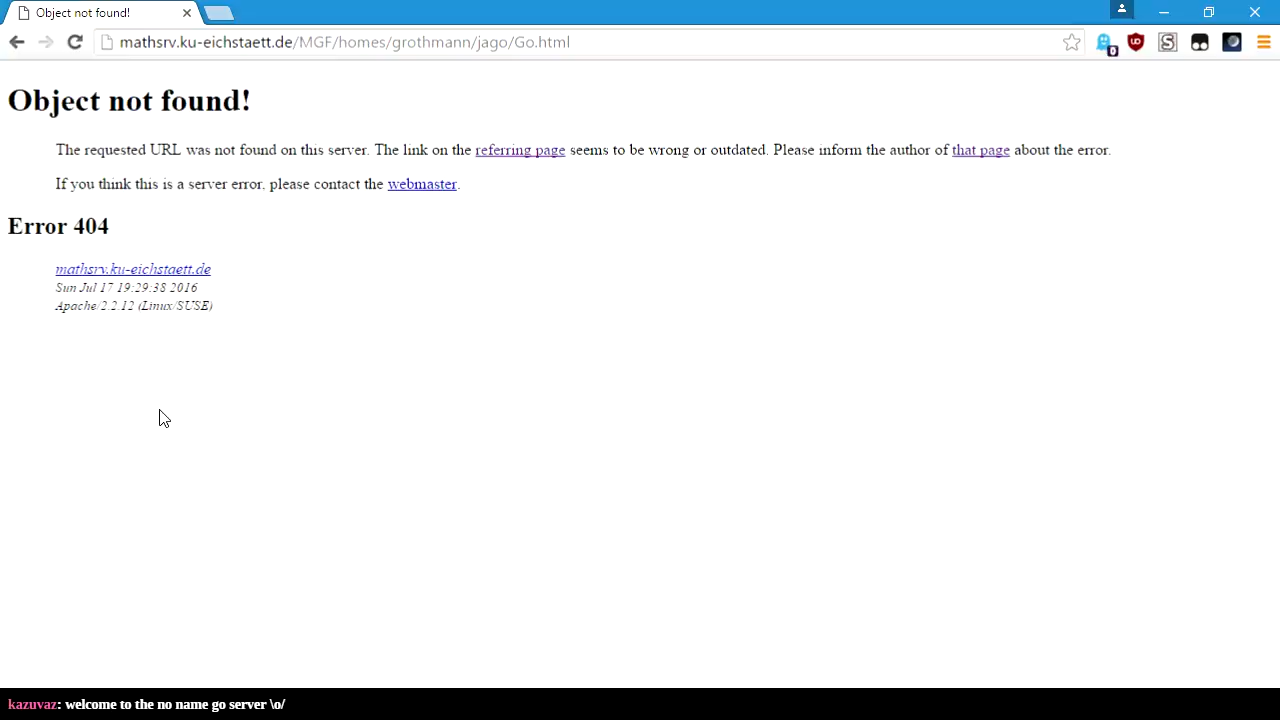 Object not found!
mathsrv.ku-eichstaett.de/MGF/homes/grothmann/jago/Go.html
Object not found!
The requested URL was not found on this server. The link on the referring page seems to be wrong or outdated. Please inform the author of that page about the error.
If you think this is a server error, please contact the webmaster.
Error 404
mathsrv.ku-eichstaett.de
Sun Jul 17 19:29:38 2016
Apache/2.2.12 (Linux/SUSE)
kazuvaz: welcome to the no name go server \o/